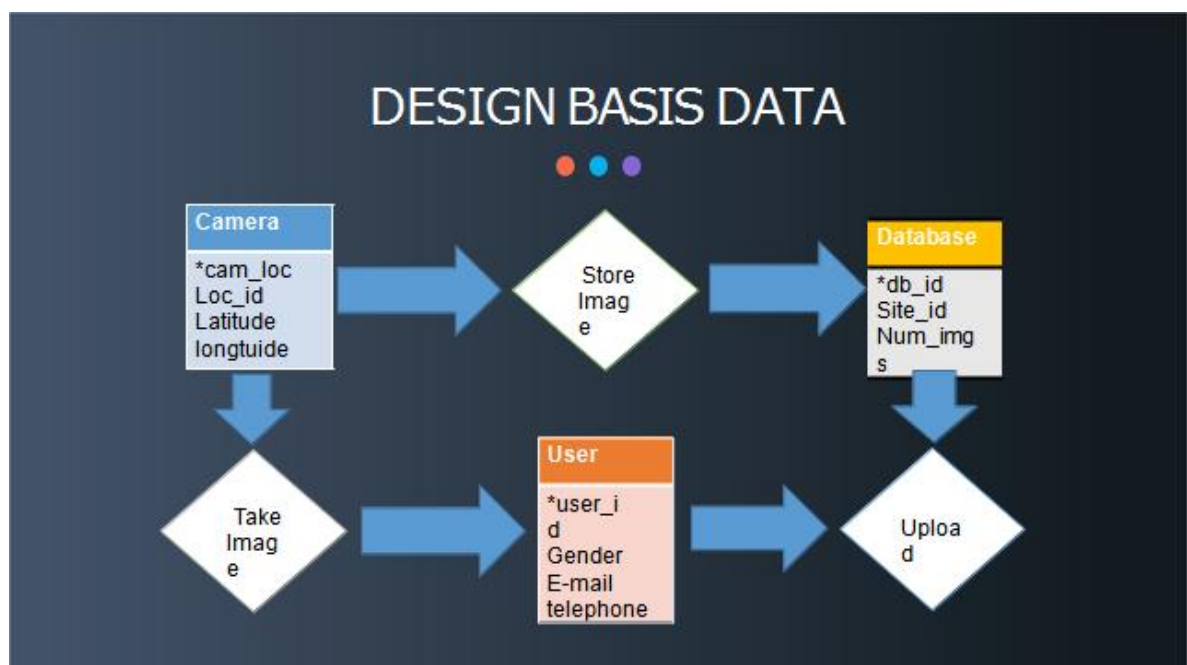 DESIGN BASIS DATA
Camera
*cam_loc
Loc_id
Latitude
longtuide
Store
Imag
e
Database
*db_id
Site_id
Num_img
s
Take
Imag
e
User
*user_i
d
Gender
E-mail
telephone
Uploa
d